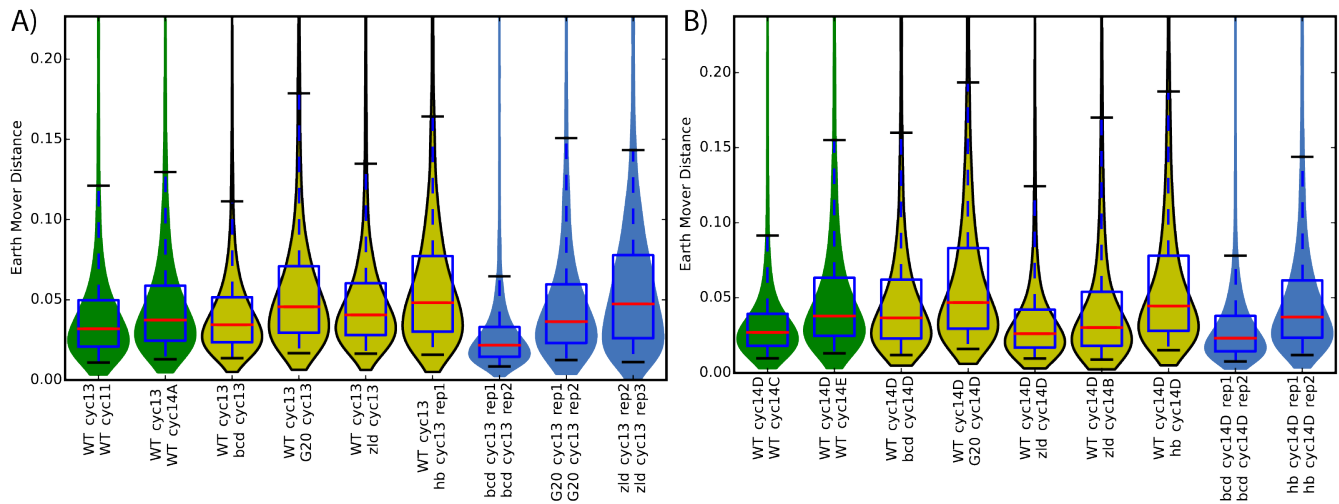 A)
Earth Mover Distance
0.20
0.15
0.10
0.05
0.00
WT cyc13
WT cyc11
WT cyc13
WT cyc14A
WT cyc13
bcd cyc13
WT cyc13
G20 cyc13
WT cyc13
zld cyc13
WT cyc13
hb cyc13 rep1
bcd cyc13 rep1
bcd cyc13 rep2
G20 cyc13 rep1
G20 cyc13 rep2
zld cyc13 rep2
zld cyc13 rep3
B)
Earth Mover Distance
0.20
0.15
0.10
0.05
0.00
WT cyc14D
WT cyc14C
WT cyc14D
WT cyc14E
WT cyc14D
bcd cyc14D
WT cyc14D
G20 cyc14D
WT cyc14D
zld cyc14D
WT cyc14D
zld cyc14B
WT cyc14D
hb cyc14D
bcd cyc14D rep1
bcd cyc14D rep2
hb cyc14D rep1
hb cyc14D rep2